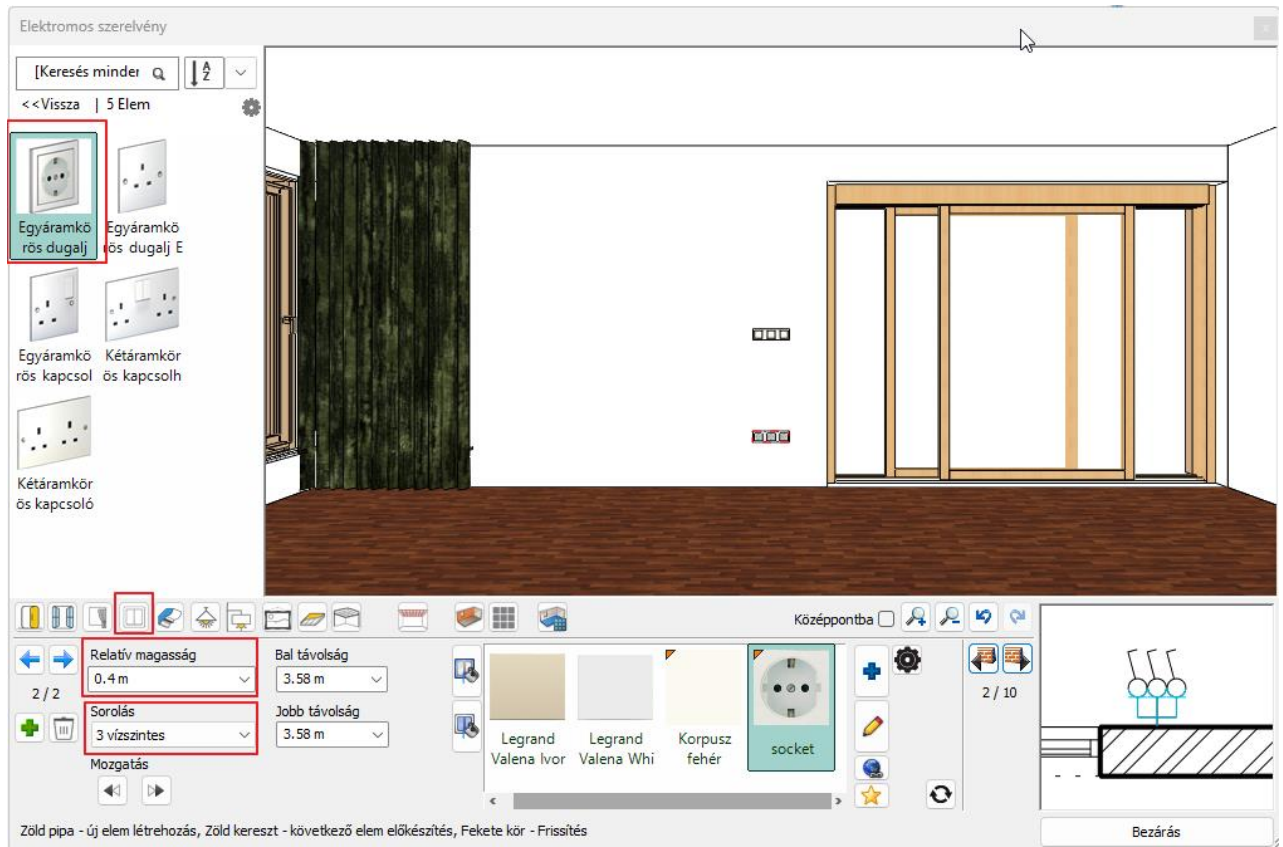 Elektromos szerelvény
[Keresés minder
<<Vissza | 5 Elem
Egyáramkö
rös dugalj
Egyáramkö
rös dugalj E
Egyáramkö
rös kapcsol
Kétáramkör
ös kapcsolh
Kétáramkör
ös kapcsoló
Középpontba
Relatív magasság
0.4 m
Bal távolság
3.58 m
2 / 2
Sorolás
3 vízszintes
Jobb távolság
3.58 m
Mozgatás
Legrand
Valena Ivor
Legrand
Valena Whi
Korpusz
fehér
socket
2 / 10
Zöld pipa - új elem létrehozás, Zöld kereszt - következő elem előkészítés, Fekete kör - Frissítés
Bezárás